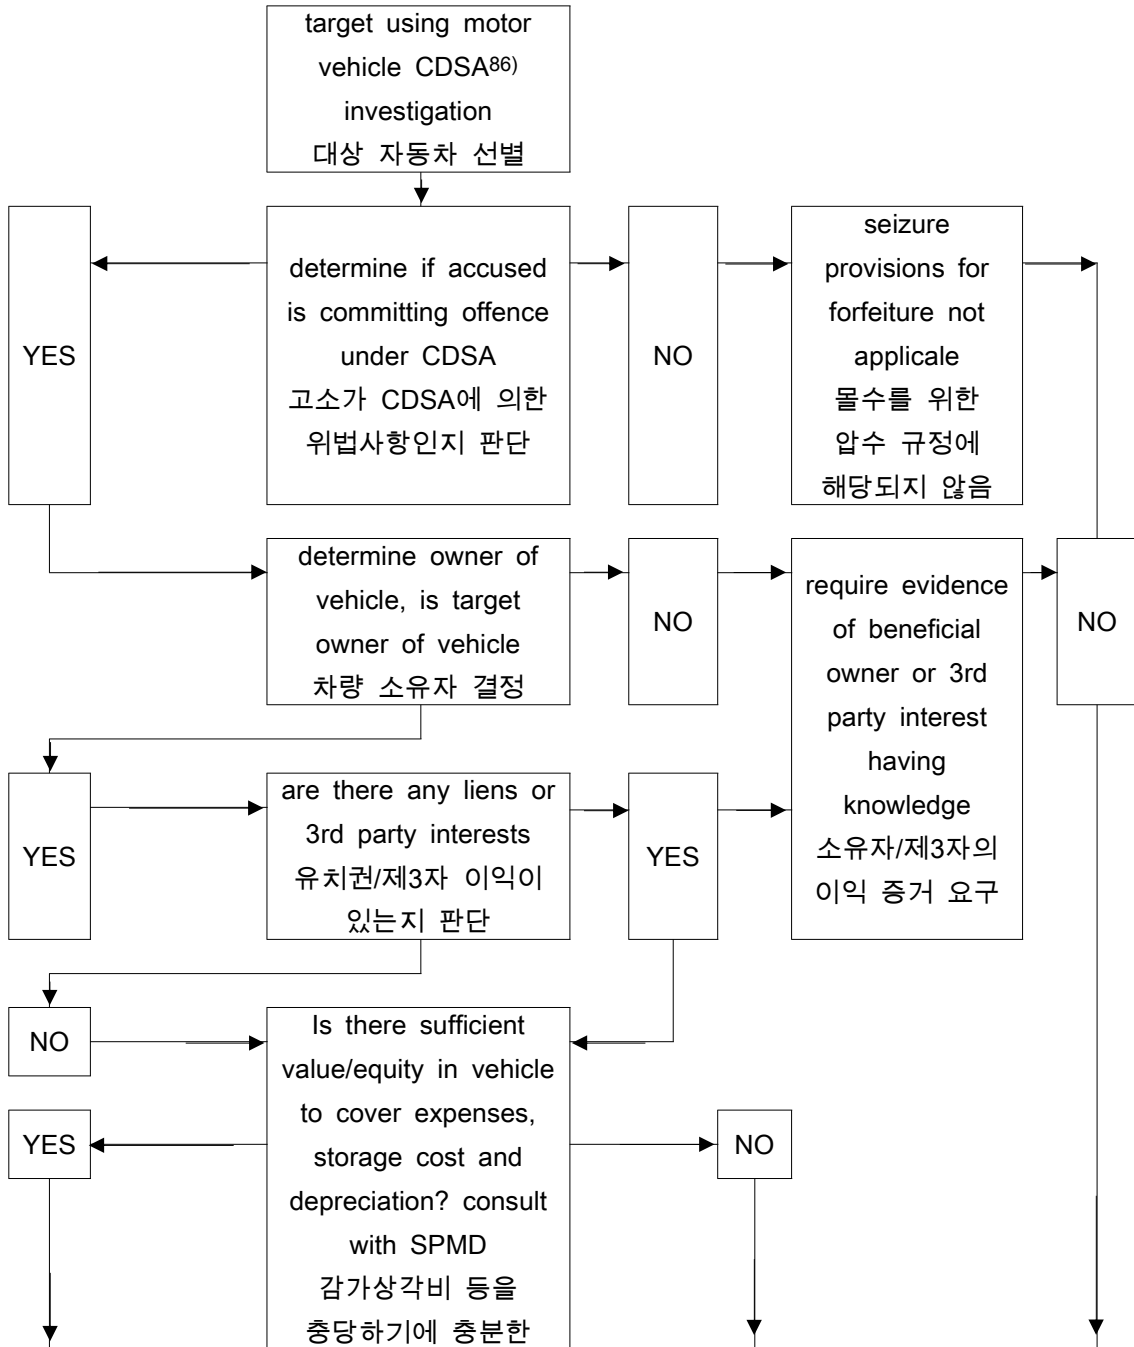 target using motor
vehicle CDSA86)
investigation
대상 자동차 선별
YES
determine if accused
is committing offence
under CDSA
고소가 CDSA에 의한
위법사항인지 판단
NO
seizure
provisions for
forfeiture not
applicale
몰수를 위한
압수 규정에
해당되지 않음
determine owner of
vehicle, is target
owner of vehicle
차량 소유자 결정
NO
require evidence
of beneficial
owner or 3rd
party interest
having
knowledge
소유자/제3자의
이익 증거 요구
NO
YES
are there any liens or
3rd party interests
유치권/제3자 이익이
있는지 판단
YES
NO
Is there sufficient
value/equity in vehicle
to cover expenses,
storage cost and
depreciation? consult
with SPMD
감가상각비 등을
충당하기에 충분한
YES
NO